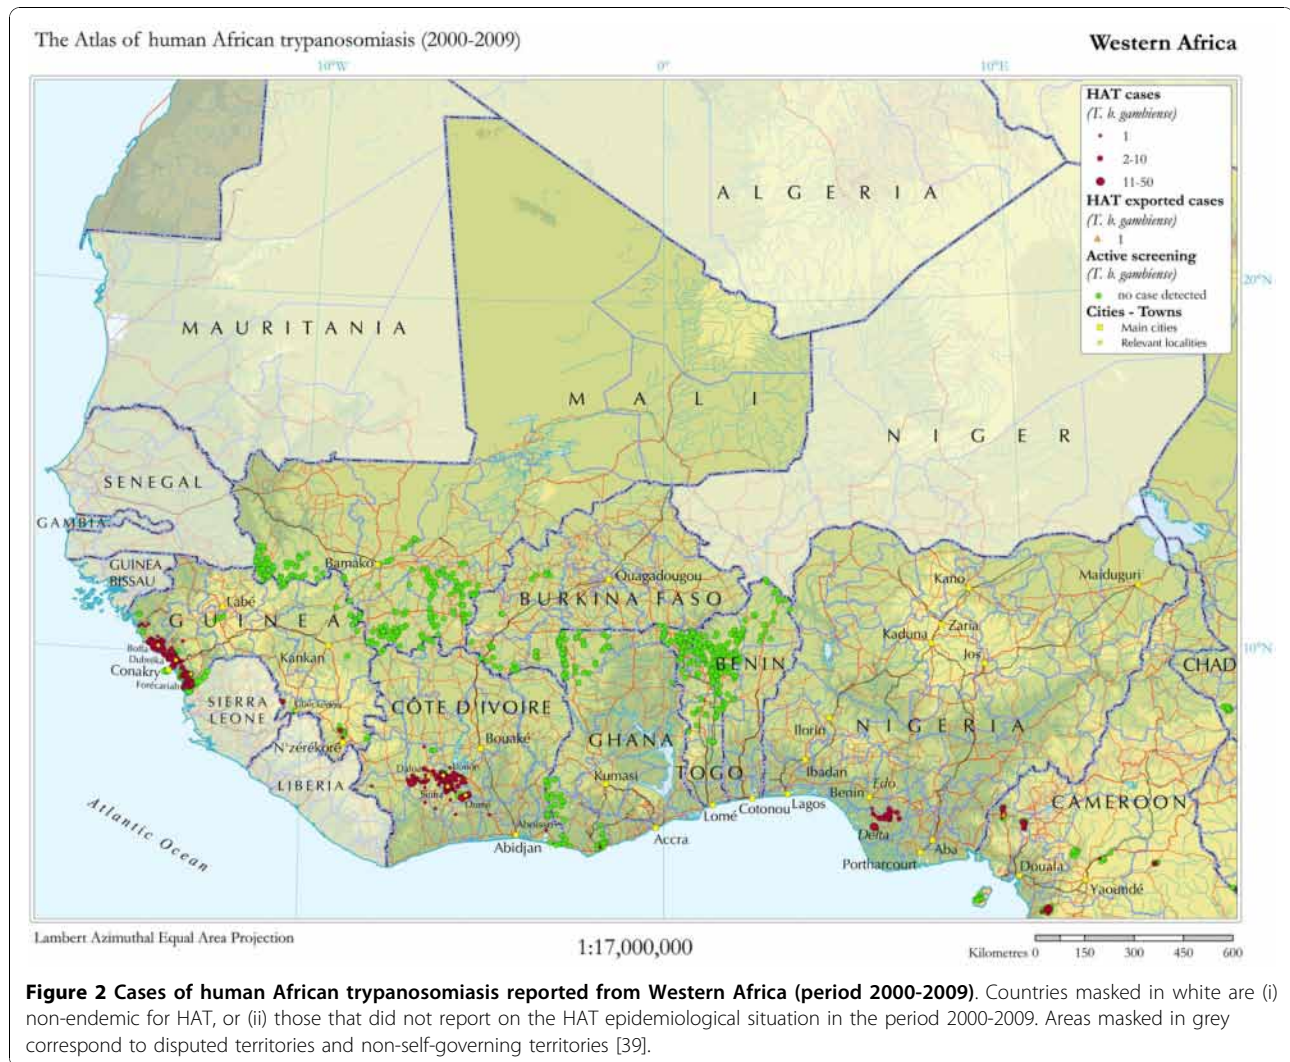 The Atlas of human African trypanosomiasis (2000-2009)
Western Africa
10°W
0°
10°E
HAT cases
(T. b. gambiense)
1
2-10
11-50
HAT exported cases
(T. b. gambiense)
1
Active screening
(T. b. gambiense)
no case detected
Cities - Towns
Main cities
Relevant localities
ALGERIA
20°N
MAURITANIA
MALI
NIGER
SENEGAL
GAMBIA
GUINEA
BISSAU
Bamako
Ouagadougou
BURKINA FASO
Kano
Maiduguri
Labé
GUINEA
Zaria
Kaduna
Boffa
Dubréka
Conakry
Forécariah
Kankan
Jos
10°N
BENIN
CHAD
SIERRA
LEONE
Guéckédou
CÔTE D'IVOIRE
N'zérékoré
Bouaké
GHANA
Ilorin
NIGERIA
LIBERIA
Daloa
Bonon
Sinfra
Oumé
Kumasi
TOGO
Ibadan
Edo
Benin
CAMEROON
Cotonou
Lagos
Lomé
Atlantic Ocean
Aboisso
Abidjan
Accra
Delta
Aba
Portharcourt
Douala
Yaoundé
Lambert Azimuthal Equal Area Projection
1:17,000,000
Kilometres 0 150 300 450 600
Figure 2 Cases of human African trypanosomiasis reported from Western Africa (period 2000-2009). Countries masked in white are (i)
non-endemic for HAT, or (ii) those that did not report on the HAT epidemiological situation in the period 2000-2009. Areas masked in grey
correspond to disputed territories and non-self-governing territories [39].